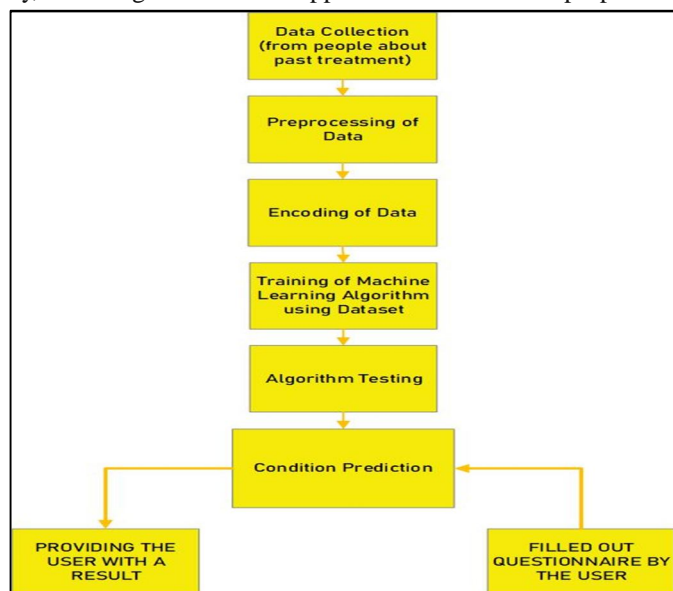 Data Collection
(from people about
past treatment)
Preprocessing of
Data
Encoding of Data
Training of Machine
Learning Algorithm
using Dataset
Algorithm Testing
Condition Prediction
PROVIDING THE
USER WITH A
RESULT
FILLED OUT
QUESTIONNAIRE BY
THE USER